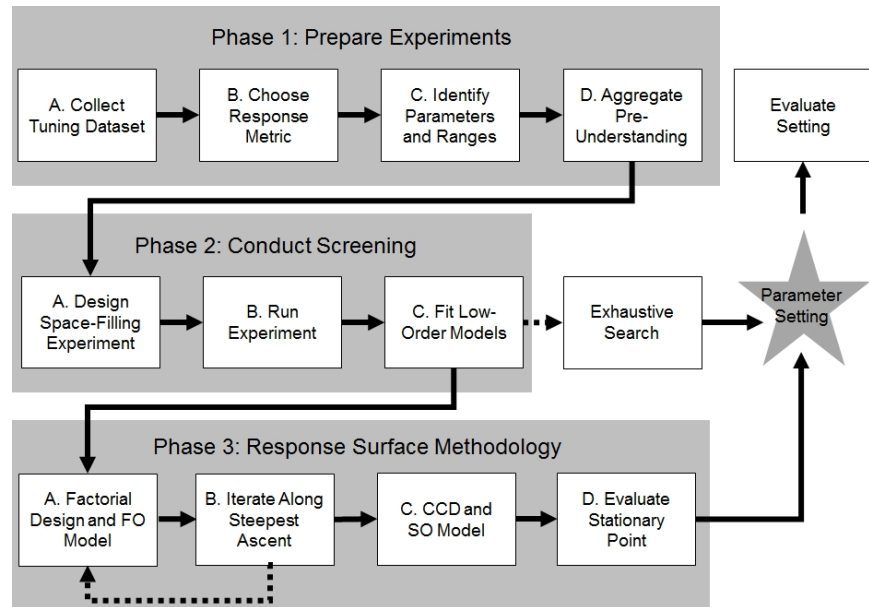 Phase 1: Prepare Experiments
A. Collect
Tuning Dataset
B. Choose
Response
Metric
C. Identify
Parameters
and Ranges
D. Aggregate
Pre-
Understanding
Evaluate
Setting
Phase 2: Conduct Screening
A. Design
Space-Filling
Experiment
B. Run
Experiment
C. Fit Low-
Order Models
Exhaustive
Search
Parameter
Setting
Phase 3: Response Surface Methodology
A. Factorial
Design and FO
Model
B. Iterate Along
Steepest
Ascent
C. CCD and
SO Model
D. Evaluate
Stationary
Point